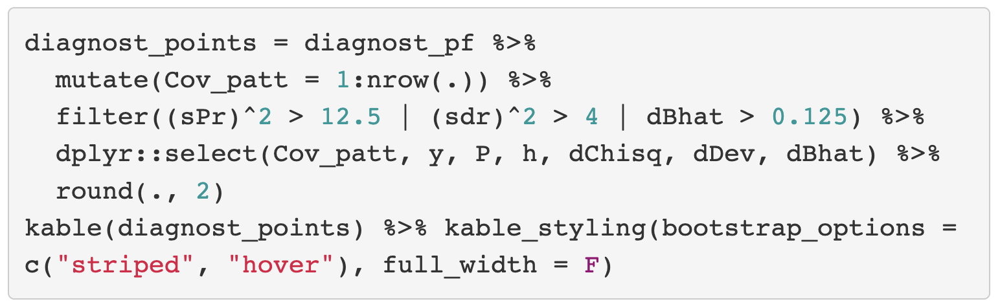 diagnost_points = diagnost_pf %>%
  mutate(Cov_patt = 1:nrow(.)) %>%
  filter((sPr)^2 > 12.5 | (sdr)^2 > 4 | dBhat > 0.125) %>%
  dplyr::select(Cov_patt, y, P, h, dChisq, dDev, dBhat) %>%
  round(., 2)
kable(diagnost_points) %>% kable_styling(bootstrap_options =
c("striped", "hover"), full_width = F)